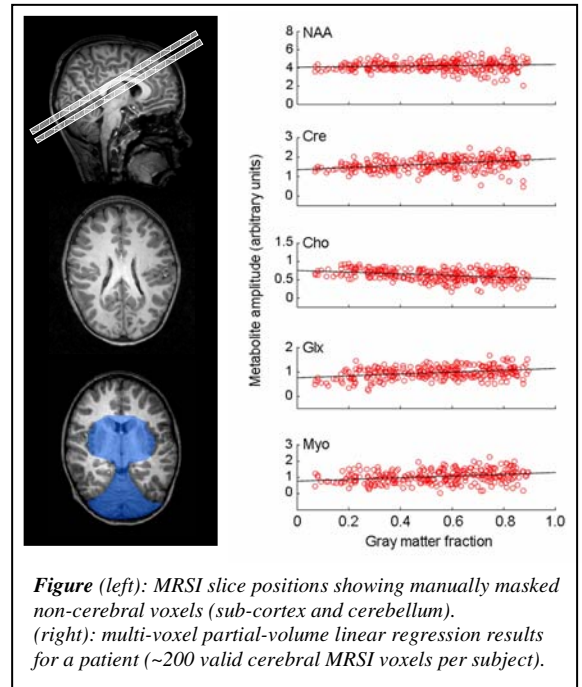 NAA
8
6
4
2
0
Cre
3
2
1
0
Cho
1.5
1
0.5
0
Glx
2
1
0
Myo
3
2
1
0
0
0.2
0.4
0.6
0.8
1.0
Metabolite amplitude (arbitrary units)
Gray matter fraction
Figure (left): MRSI slice positions showing manually masked
non-cerebral voxels (sub-cortex and cerebellum).
(right): multi-voxel partial-volume linear regression results
for a patient (~200 valid cerebral MRSI voxels per subject).